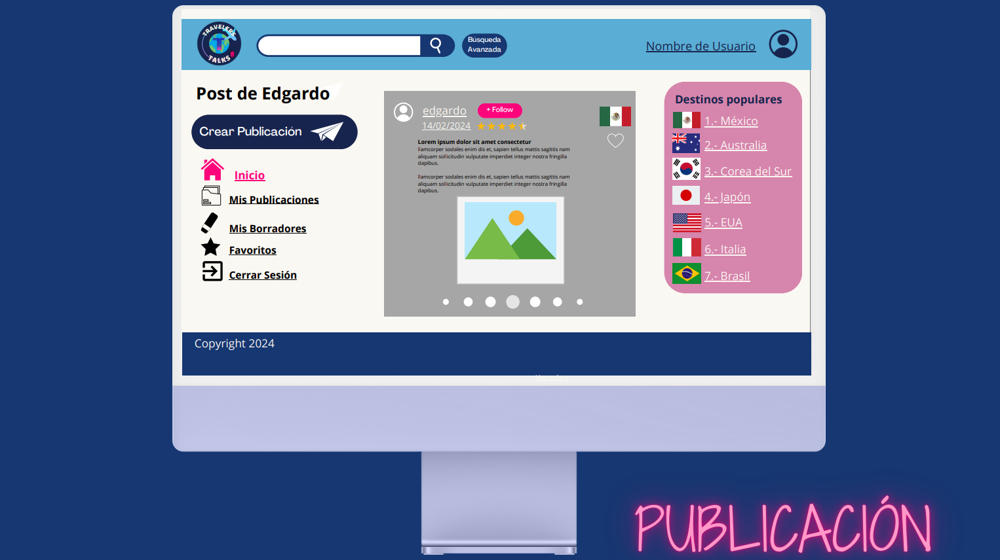 TRAVELERS
T
TALKS
Búsqueda
Avanzada
Nombre de Usuario
Post de Edgardo
Crear Publicación
Inicio
Mis Publicaciones
Mis Borradores
Favoritos
Cerrar Sesión
edgardo
+ Follow
14/02/2024
Lorem ipsum dolor sit amet consectetur
llamcorper sodales enim dis et, sapien tellus mattis sagittis nam
aliquam sollicitudin vulputate imperdiet integer nostra fringilla
dapibus.
llamcorper sodales enim dis et, sapien tellus mattis sagittis nam
aliquam sollicitudin vulputate imperdiet integer nostra fringilla
dapibus.
Destinos populares
1.- México
2.- Australia
3.- Corea del Sur
4.- Japón
5.- EUA
6.- Italia
7.- Brasil
Copyright 2024
PUBLICACIÓN